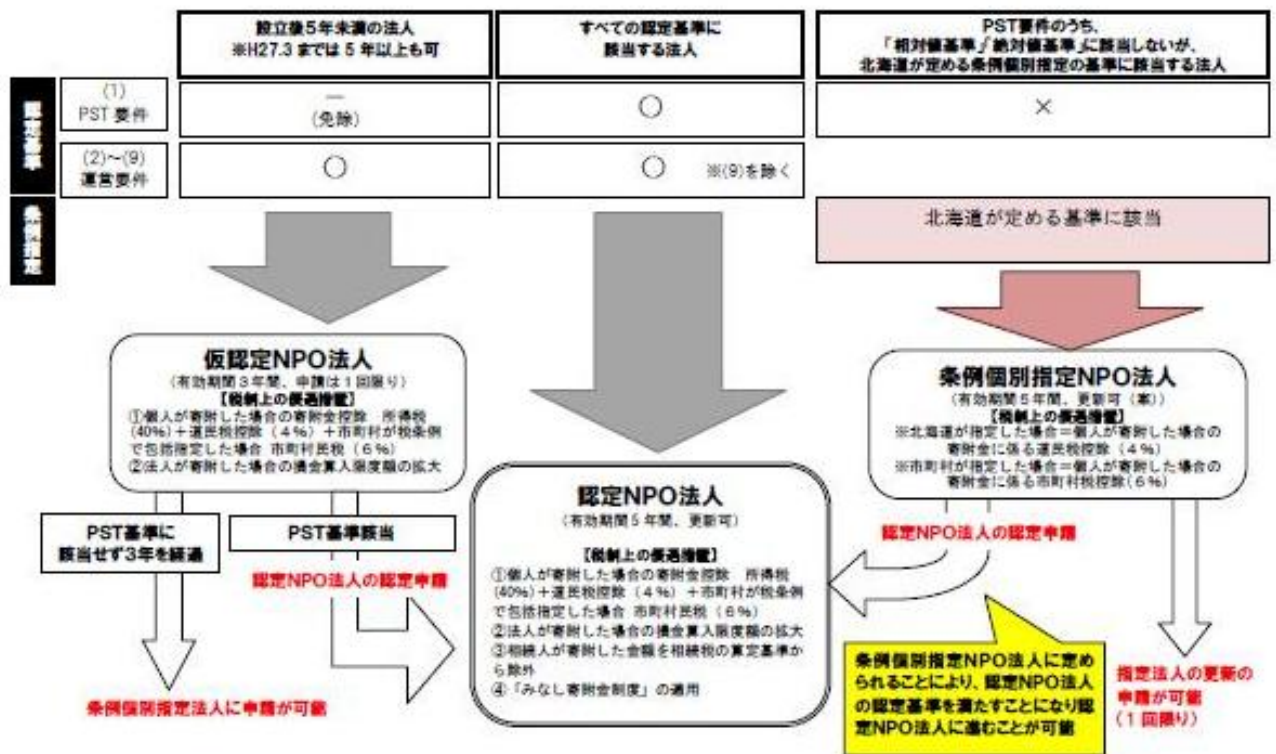 設立後5年未満の法人
※H27.3までは5年以上も可
すべての認定基準に
該当する法人
PST要件のうち、
「相対値基準」「絶対値基準」に該当しないが、
北海道が定める条例個別指定の基準に該当する法人
認定基準
(1)
PST要件
―
(免除)
○
×
(2)～(9)
運営要件
○
○ ※(9)を除く
条例指定
北海道が定める基準に該当
仮認定NPO法人
(有効期間3年間、申請は1回限り)
【税制上の優遇措置】
①個人が寄附した場合の寄附金控除 所得税
(40%)+道民税控除(4%)+市町村が税条例
で包括指定した場合 市町村民税(6%)
②法人が寄附した場合の損金算入限度額の拡大
条例個別指定NPO法人
(有効期間5年間、更新可(案))
【税制上の優遇措置】
※北海道が指定した場合=個人が寄附した場合の
寄附金に係る道民税控除(4%)
※市町村が指定した場合=個人が寄附した場合の
寄附金に係る市町村税控除(6%)
PST基準に
該当せず3年を経過
PST基準該当
認定NPO法人の認定申請
認定NPO法人
(有効期間5年間、更新可)
【税制上の優遇措置】
①個人が寄附した場合の寄附金控除 所得税
(40%)+道民税控除(4%)+市町村が税条例
で包括指定した場合 市町村民税(6%)
②法人が寄附した場合の損金算入限度額の拡大
③相続人が寄附した金額を相続税の算定基準か
ら除外
④「みなし寄附金制度」の適用
認定NPO法人の認定申請
条例個別指定法人に申請が可能
条例個別指定NPO法人に定め
られることにより、認定NPO法人
の認定基準を満たすことになり認
定NPO法人に進むことが可能
指定法人の更新の
申請が可能
(1回限り)